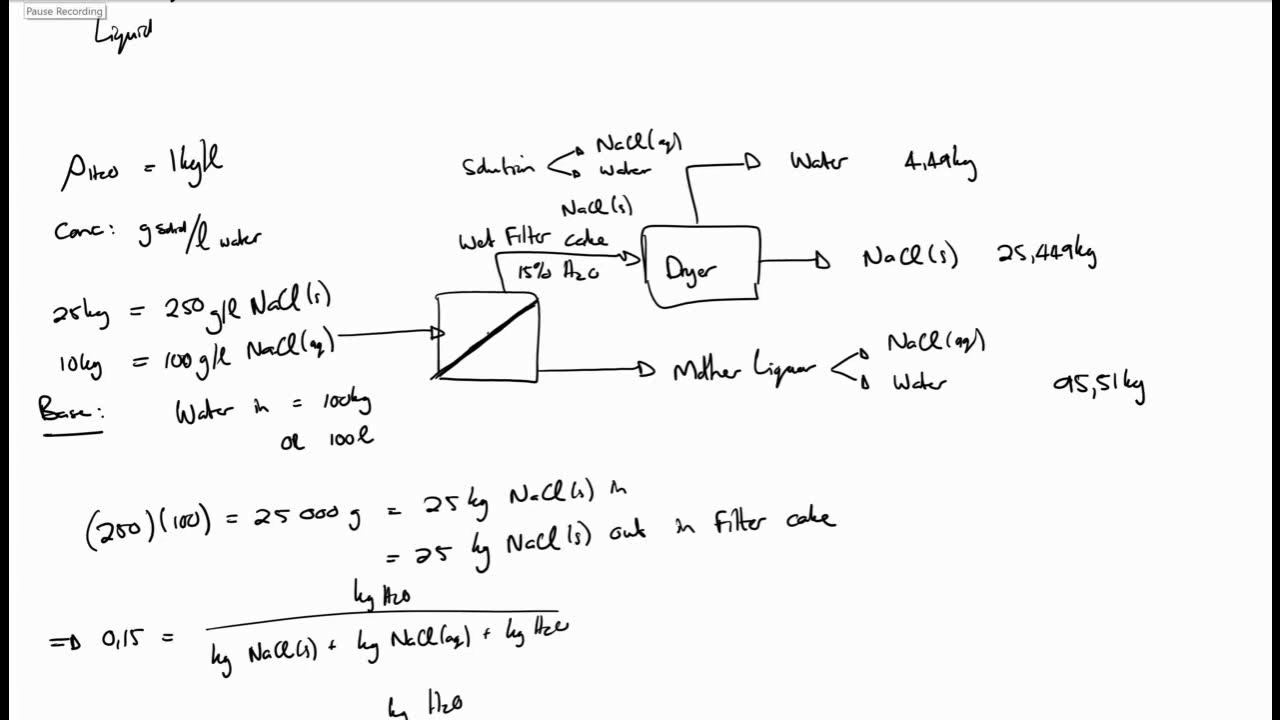 Pause Recording
Liquid
ρH2O = 1kg/l
Conc: g solid/l water
25kg = 250 g/l NaCl(s)
10kg = 100 g/l NaCl(aq)
Base: Water in = 100kg
OR 100l
Solution
NaCl(aq)
Water
NaCl(s)
Wet Filter cake
15% H2O
Dryer
Water 4,49kg
NaCl(s) 25,449kg
Mother Liquor
NaCl(aq)
Water
95,51kg
(250)(100) = 25 000 g = 25 kg NaCl(s) in
= 25 kg NaCl(s) out in filter cake
kg H2O
=> 0,15 =
kg NaCl(s) + kg NaCl(aq) + kg H2O
kg H2O